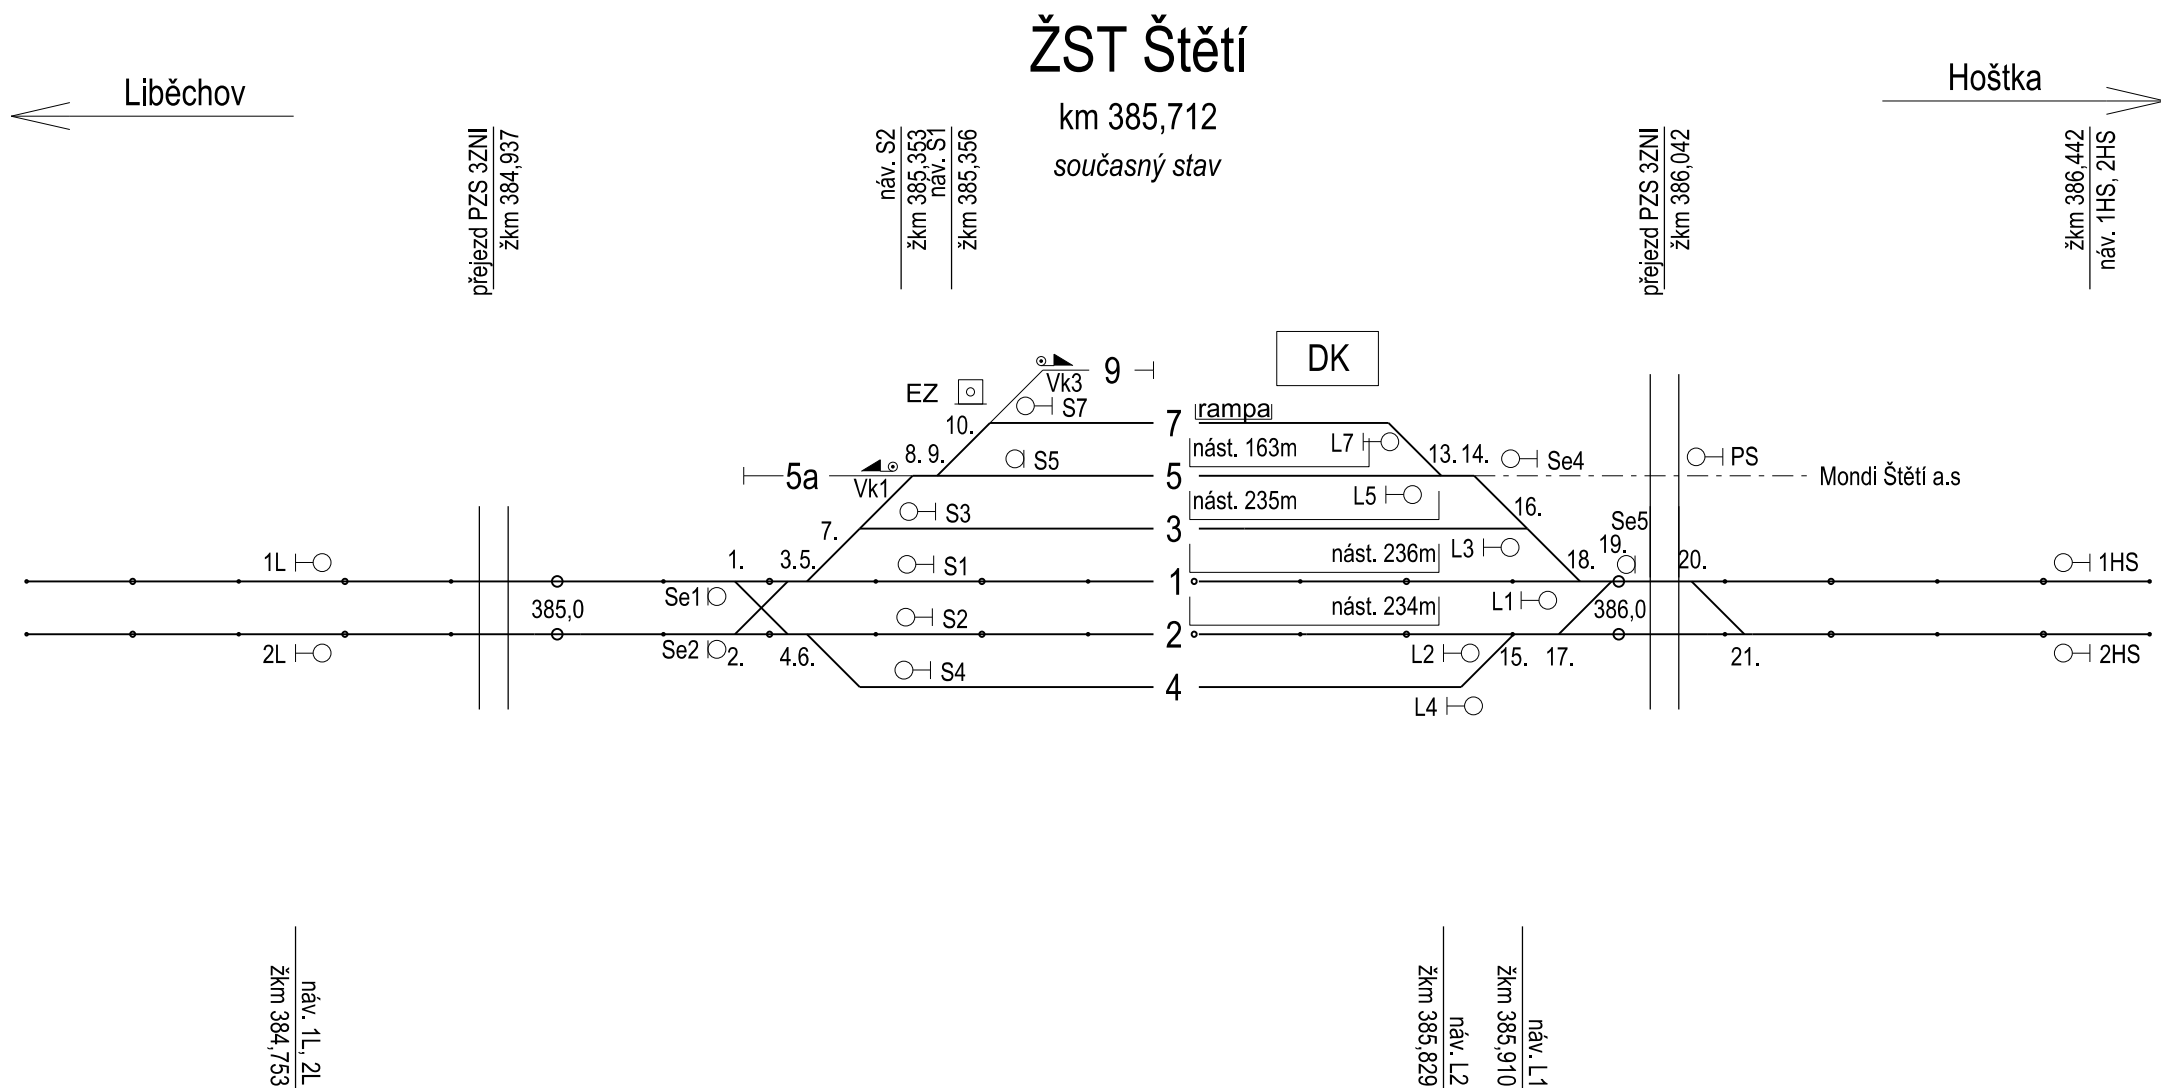 ŽST Štětí
km 385,712
současný stav
Liběchov
Hoštka
přejezd PZS 3ZNI
žkm 384,937
náv. S2
žkm 385,353
náv. S1
žkm 385,356
přejezd PZS 3ZNI
žkm 386,042
žkm 386,442
náv. 1HS, 2HS
DK
9
Vk3
EZ
S7
10.
7
rampa
L7
nást. 163m
13.14.
8. 9.
S5
Se4
PS
5a
Vk1
5
Mondi Štětí a.s
nást. 235m
L5
S3
16.
7.
3
Se5
19.
1L
1.
3.5.
S1
nást. 236m
L3
18.
20.
1HS
1
Se1
385,0
S2
nást. 234m
L1
386,0
2
2L
Se2
2.
4.6.
S4
L2
15.
17.
21.
2HS
4
L4
náv. 1L, 2L
žkm 384,753
náv. L2
žkm 385,829
náv. L1
žkm 385,910